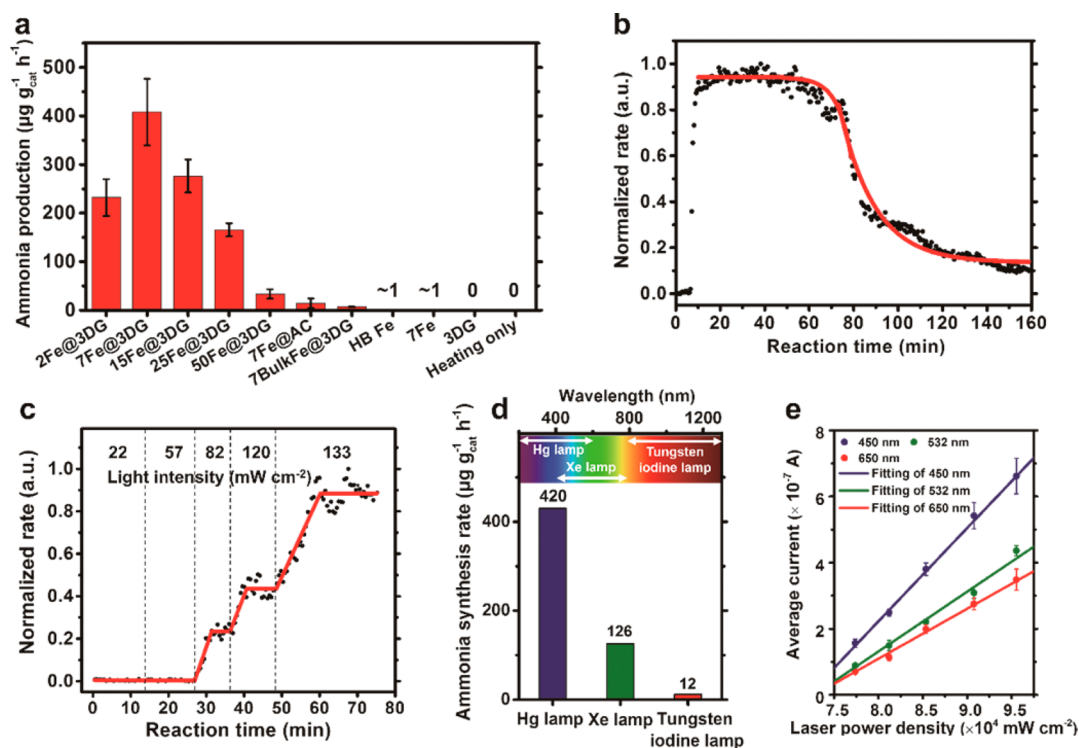 a
Ammonia production (µg g⁻¹cat h⁻¹)
500
400
300
200
100
0
~1
~1
0
0
2Fe@3DG
7Fe@3DG
15Fe@3DG
25Fe@3DG
50Fe@3DG
7Fe@AC
7BulkFe@3DG
HB Fe
7Fe
3DG
Heating only
b
Normalized rate (a.u.)
1.0
0.8
0.6
0.4
0.2
0.0
0
20
40
60
80
100
120
140
160
Reaction time (min)
c
Normalized rate (a.u.)
22
57
82
120
133
Light intensity (mW cm⁻²)
1.0
0.8
0.6
0.4
0.2
0.0
0
10
20
30
40
50
60
70
80
Reaction time (min)
d
Wavelength (nm)
400
800
1200
Hg lamp
Xe lamp
Tungsten
iodine lamp
Ammonia synthesis rate (µg g⁻¹cat h⁻¹)
400
200
0
420
126
12
Hg lamp
Xe lamp
Tungsten
iodine lamp
e
450 nm
532 nm
650 nm
Fitting of 450 nm
Fitting of 532 nm
Fitting of 650 nm
Average current (× 10⁻⁷ A)
8
6
4
2
0
7.5
8.0
8.5
9.0
9.5
Laser power density (×10⁴ mW cm⁻²)